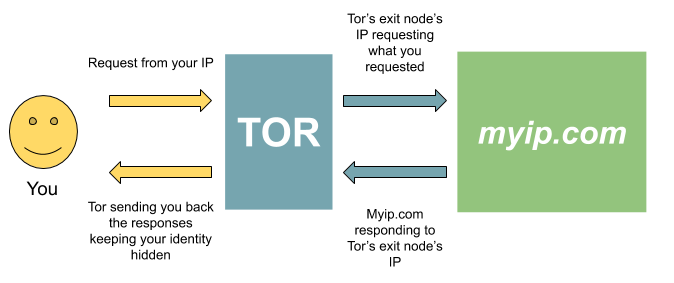 Request from your IP
Tor's exit node's
IP requesting
what you
requested
You
TOR
myip.com
Tor sending you back
the responses
keeping your identity
hidden
Myip.com
responding to
Tor's exit node's
IP